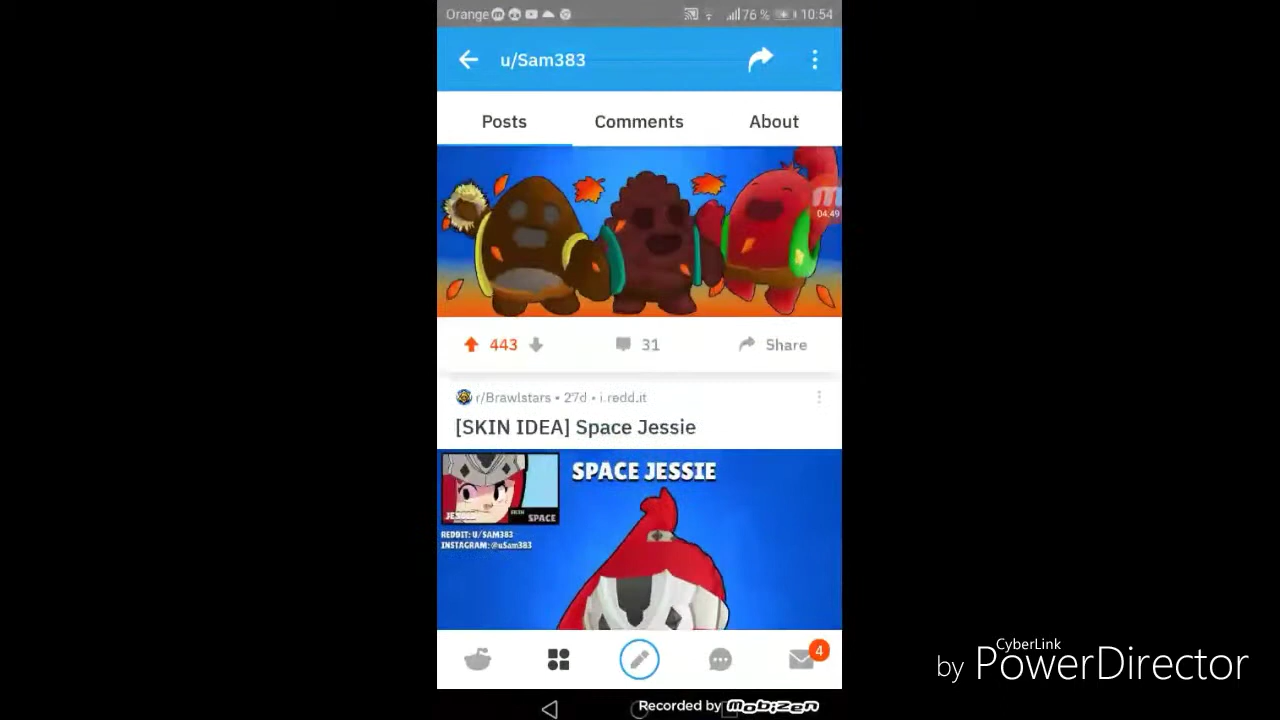 Orange
76 %
10:54
u/Sam383
Posts
Comments
About
04:49
443
31
Share
r/Brawlstars • 27d • i.redd.it
[SKIN IDEA] Space Jessie
SPACE JESSIE
SKIN
SPACE
REDDIT: U/SAM383
INSTAGRAM: @uSam383
4
CyberLink
by PowerDirector
Recorded by Mobizen